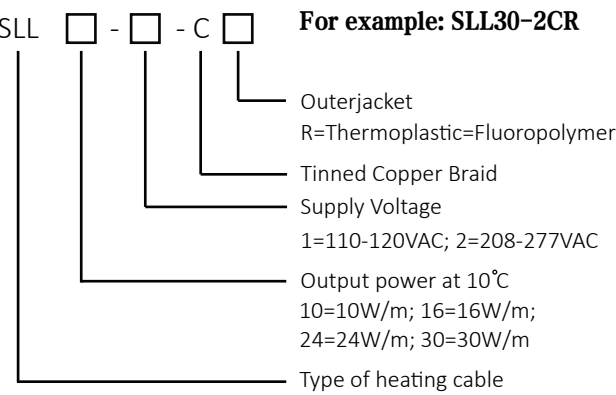 SLL □ - □ - C □
For example: SLL30-2CR
Outerjacket
R=Thermoplastic=Fluoropolymer
Tinned Copper Braid
Supply Voltage
1=110-120VAC; 2=208-277VAC
Output power at 10℃
10=10W/m; 16=16W/m;
24=24W/m; 30=30W/m
Type of heating cable